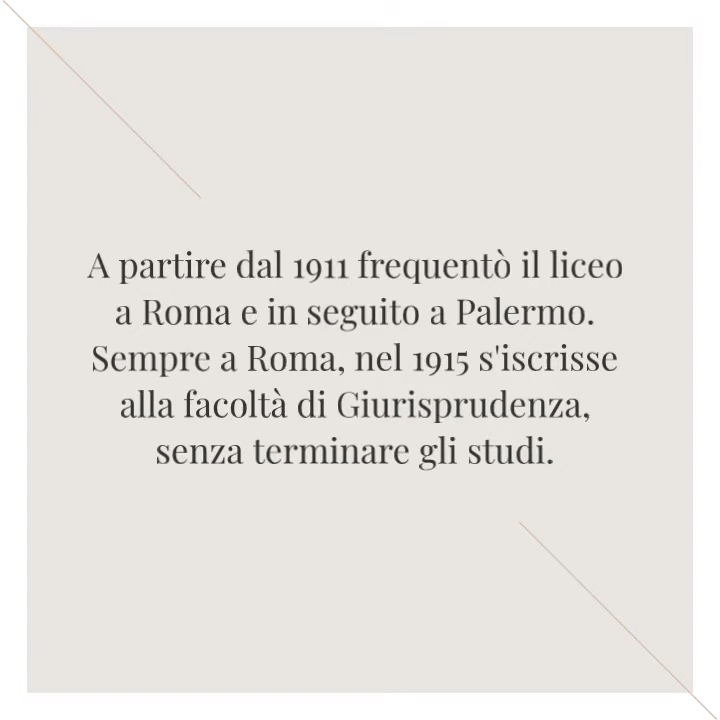 A partire dal 1911 frequentò il liceo
a Roma e in seguito a Palermo.
Sempre a Roma, nel 1915 s'iscrisse
alla facoltà di Giurisprudenza,
senza terminare gli studi.